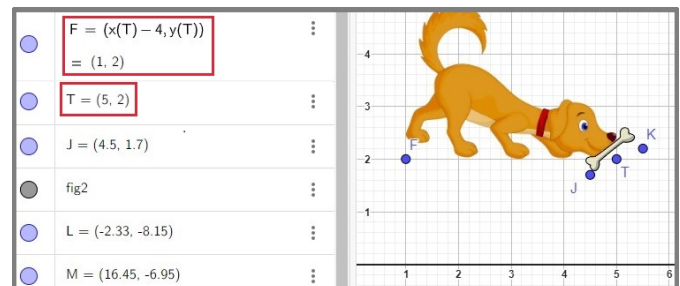 F = (x(T) – 4, y(T))
= (1, 2)
T = (5, 2)
J = (4.5, 1.7)
fig2
L = (-2.33, -8.15)
M = (16.45, -6.95)
4
3
2
1
F
J
T
K
1 2 3 4 5 6